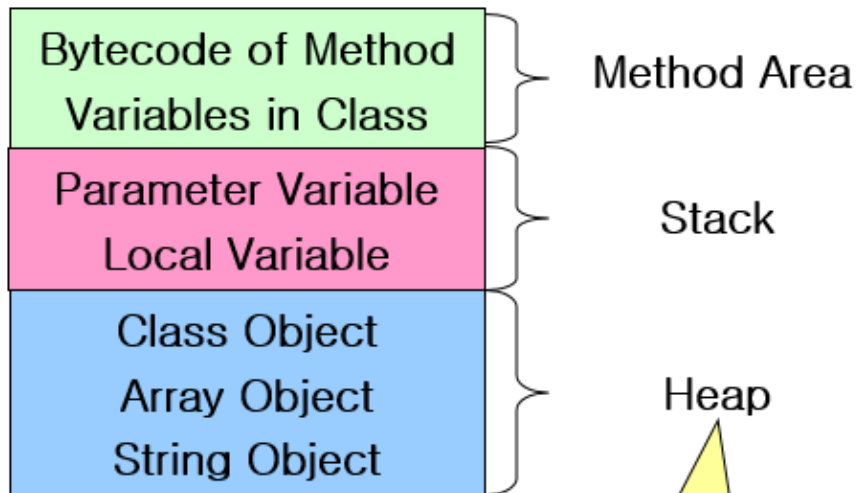 Bytecode of Method
Variables in Class
Method Area
Parameter Variable
Local Variable
Stack
Class Object
Array Object
String Object
Heap